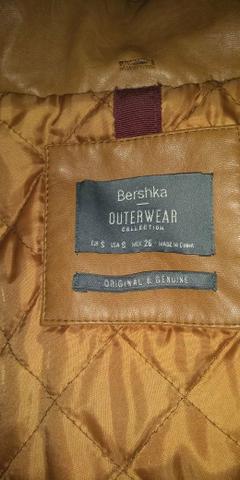 Bershka
OUTERWEAR
COLLECTION
EUR S USA S MEX 26 MADE IN CHINA
ORIGINAL & GENUINE